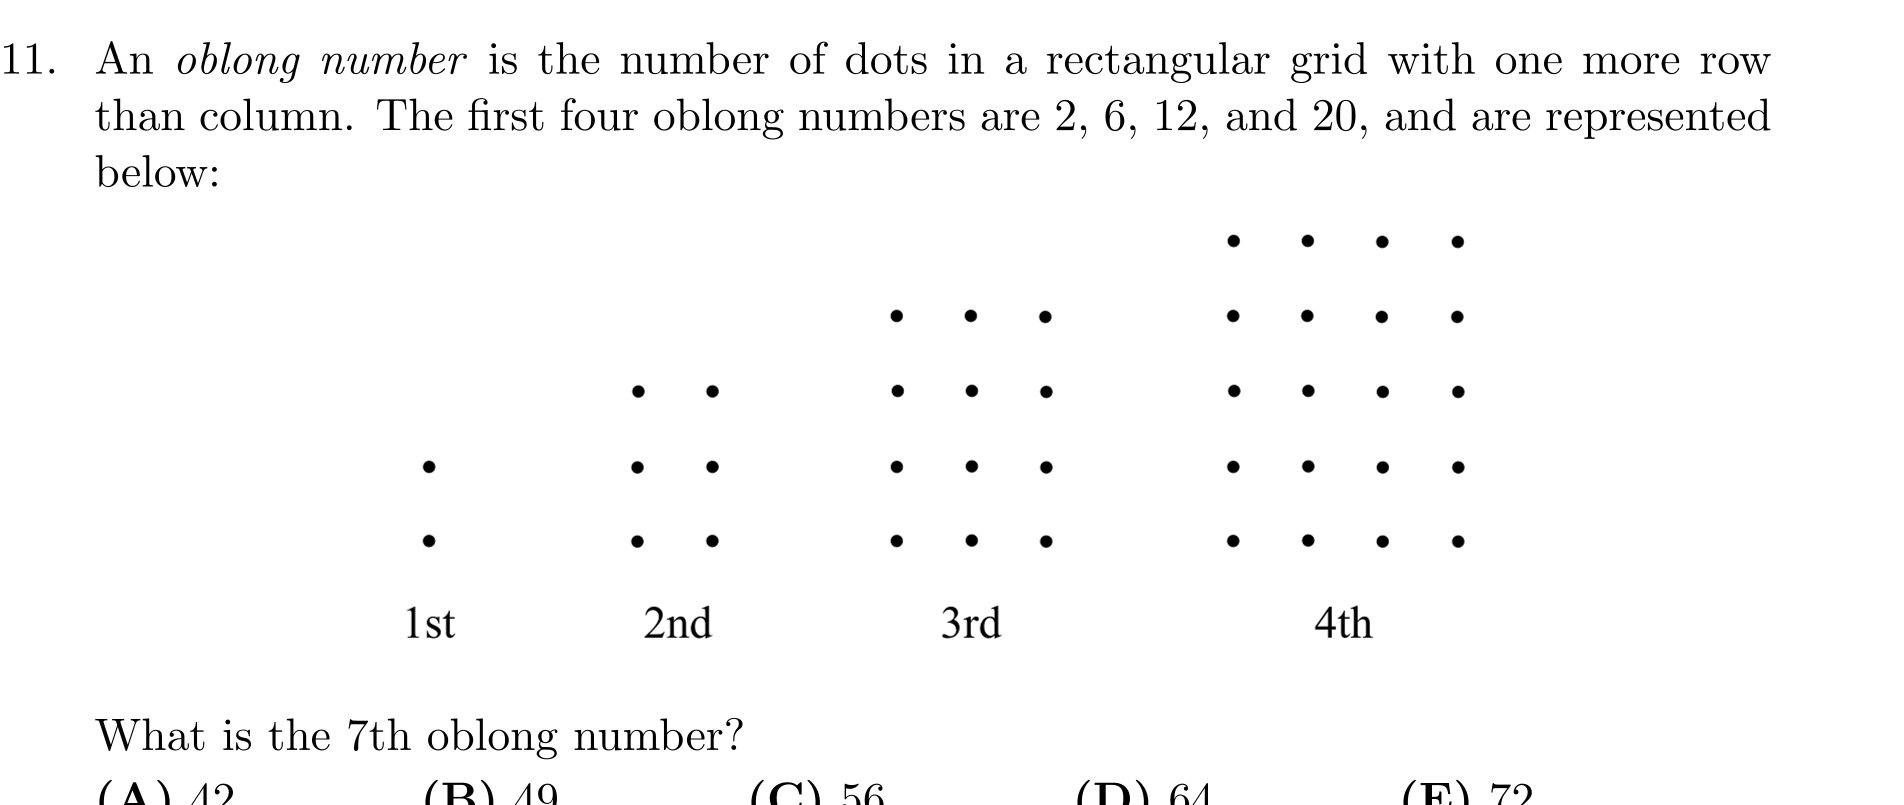 11. An oblong number is the number of dots in a rectangular grid with one more row
than column. The first four oblong numbers are 2, 6, 12, and 20, and are represented
below:
1st 2nd 3rd 4th
What is the 7th oblong number?
(A) 42 (B) 49 (C) 56 (D) 64 (E) 72